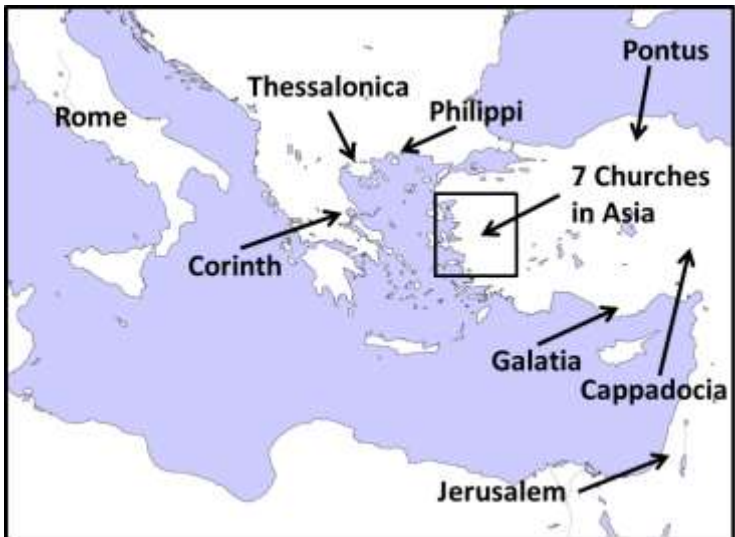 Pontus
Thessalonica
Philippi
Rome
7 Churches
in Asia
Corinth
Galatia
Cappadocia
Jerusalem